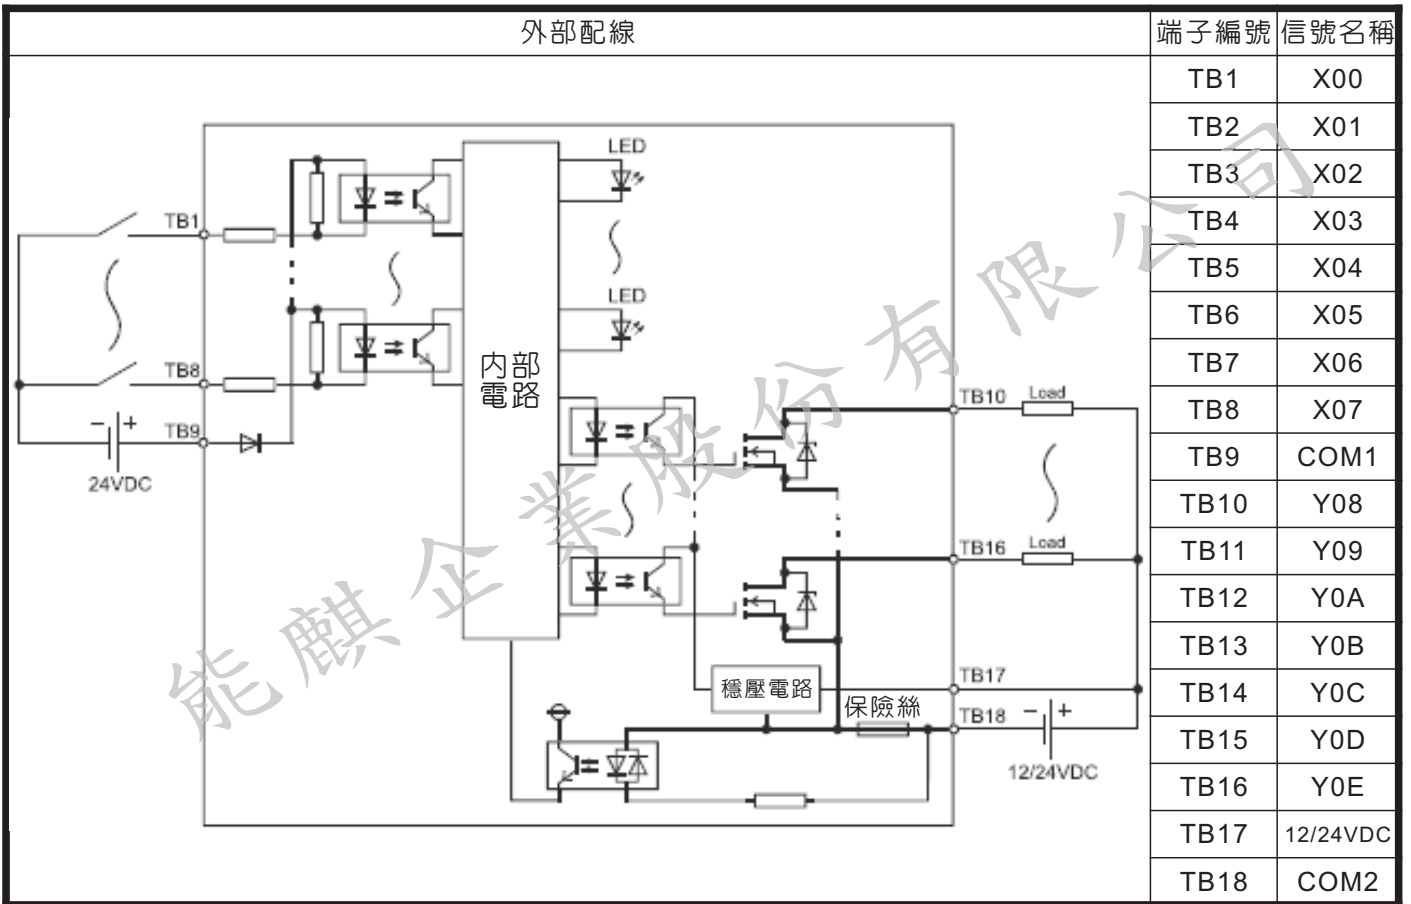 外部配線
端子編號 信號名稱
TB1 X00
TB2 X01
TB3 X02
TB4 X03
TB5 X04
TB6 X05
TB7 X06
TB8 X07
TB9 COM1
TB10 Y08
TB11 Y09
TB12 Y0A
TB13 Y0B
TB14 Y0C
TB15 Y0D
TB16 Y0E
TB17 12/24VDC
TB18 COM2
LED
TB1
LED
內部
電路
TB8
TB10 Load
TB9
- +
24VDC
TB16 Load
TB17
穩壓電路
保險絲
TB18 - +
12/24VDC
能麒企業股份有限公司